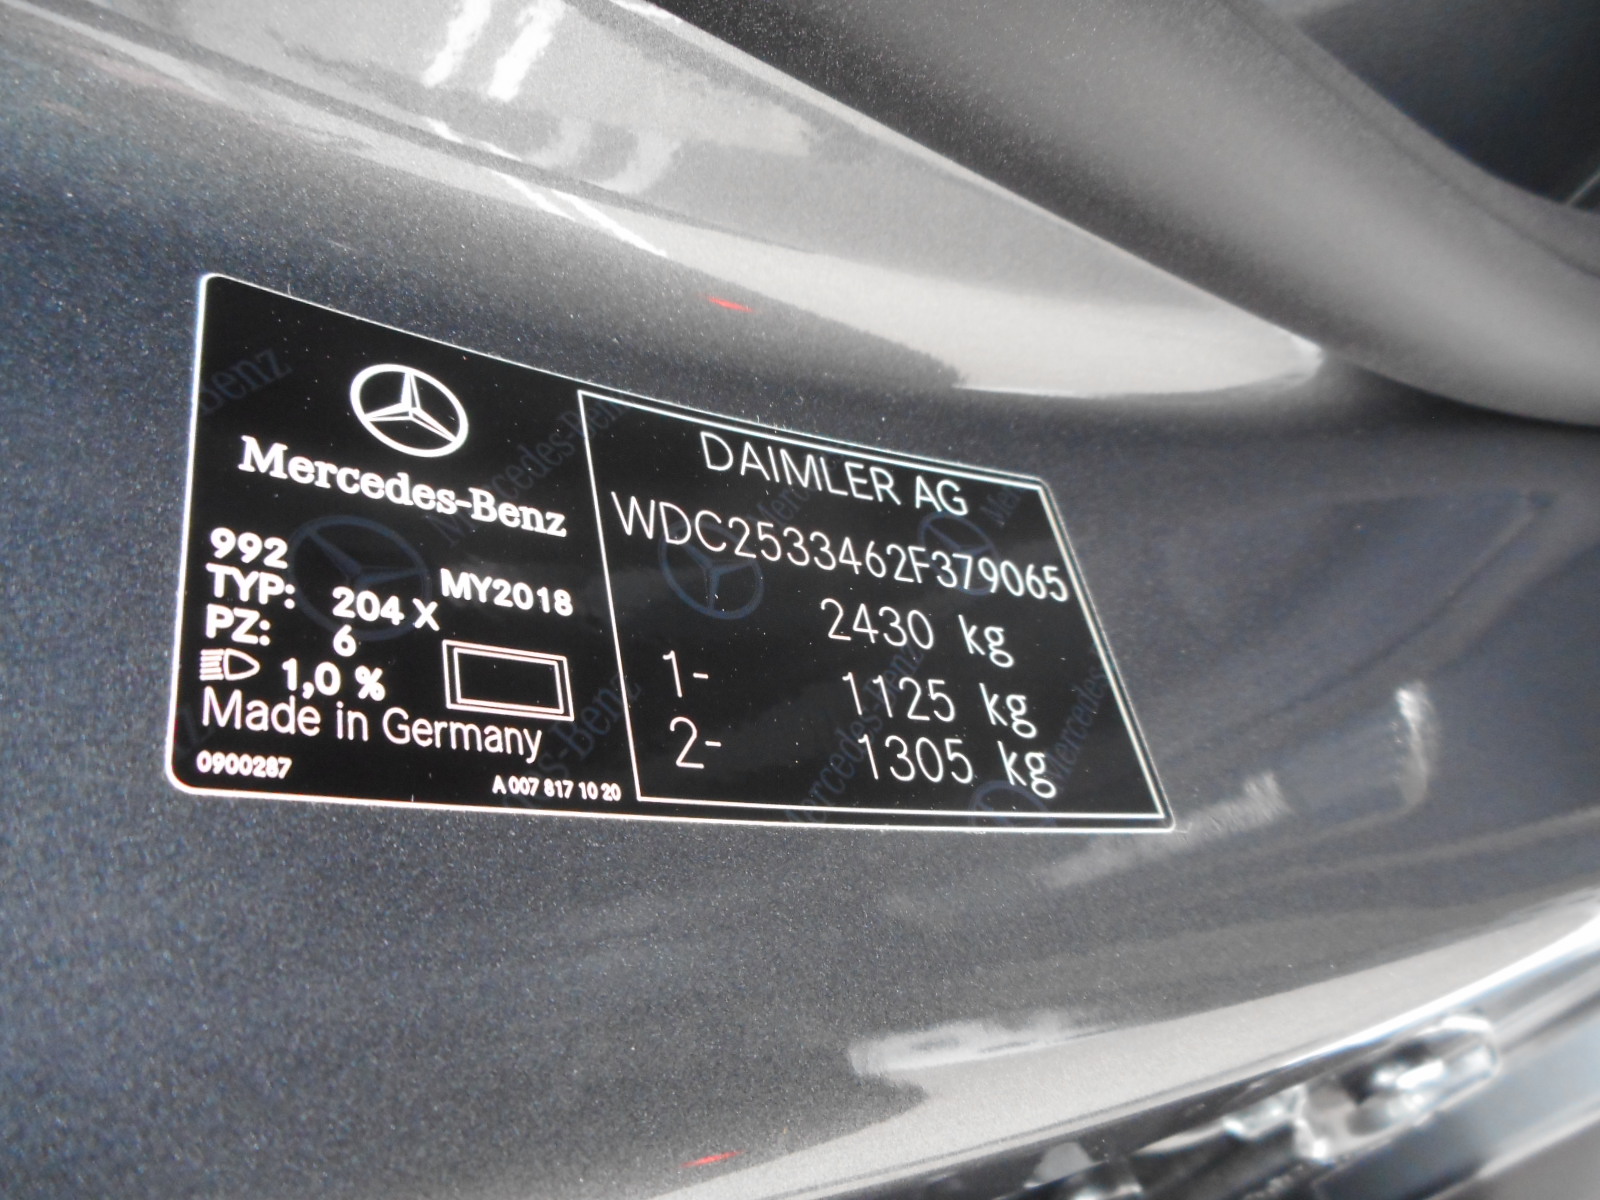 Mercedes-Benz
992
TYP: 204 X MY2018
PZ: 6
1,0 %
Made in Germany
0900287 A 007 817 10 20
DAIMLER AG
WDC2533462F379065
2430 kg
1- 1125 kg
2- 1305 kg